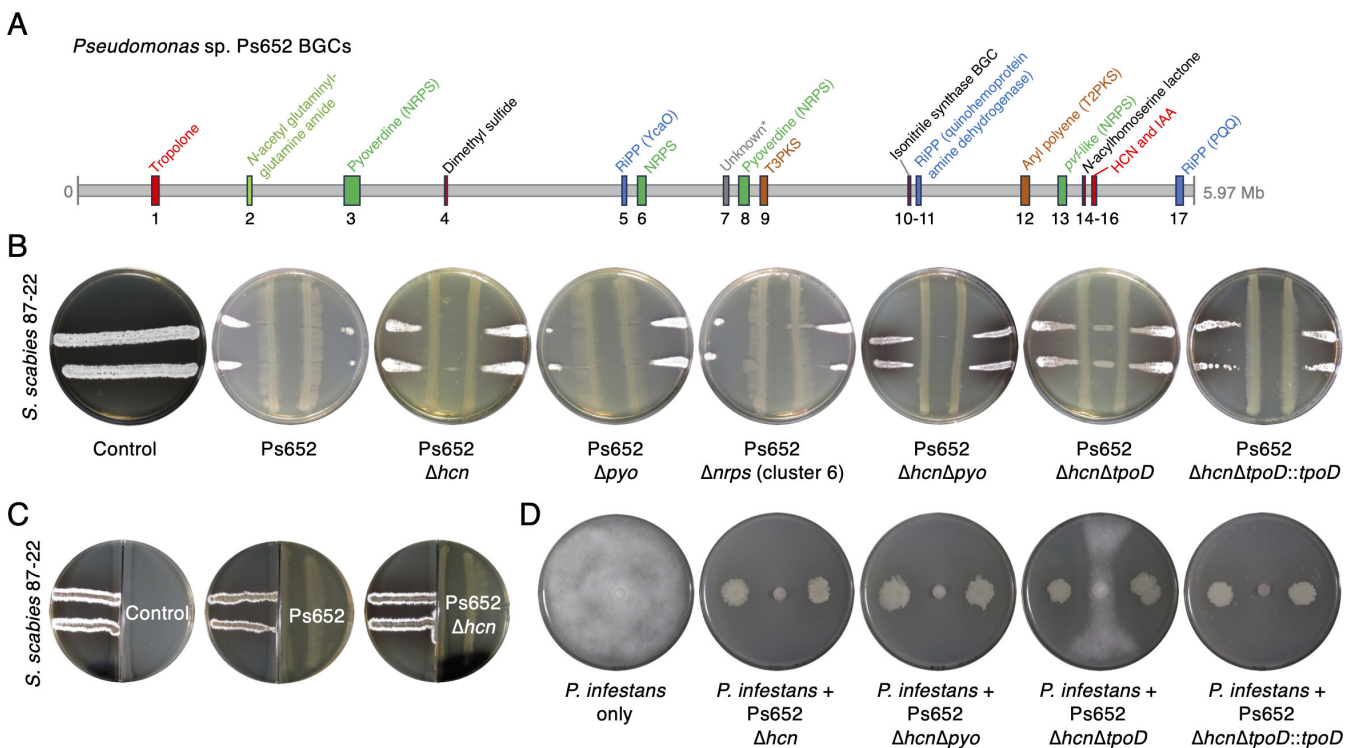 A
Pseudomonas sp. Ps652 BGCs
0
Tropolone
N-acetyl glutaminyl-
glutamine amide
Pyoverdine (NRPS)
Dimethyl sulfide
RiPP (YcaO)
NRPS
Unknown*
Pyoverdine (NRPS)
T3PKS
Isonitrile synthase BGC
RiPP (quinohemoprotein
amine dehydrogenase)
Aryl polyene (T2PKS)
pvf-like (NRPS)
N-acylhomoserine lactone
HCN and IAA
RiPP (PQQ)
5.97 Mb
1 2 3 4 5 6 7 8 9 10-11 12 13 14-16 17
B
S. scabies 87-22
Control
Ps652
Ps652
Δhcn
Ps652
Δpyo
Ps652
Δnrps (cluster 6)
Ps652
ΔhcnΔpyo
Ps652
ΔhcnΔtpoD
Ps652
ΔhcnΔtpoD::tpoD
C
S. scabies 87-22
Control
Ps652
Ps652
Δhcn
D
P. infestans
only
P. infestans +
Ps652
Δhcn
P. infestans +
Ps652
ΔhcnΔpyo
P. infestans +
Ps652
ΔhcnΔtpoD
P. infestans +
Ps652
ΔhcnΔtpoD::tpoD